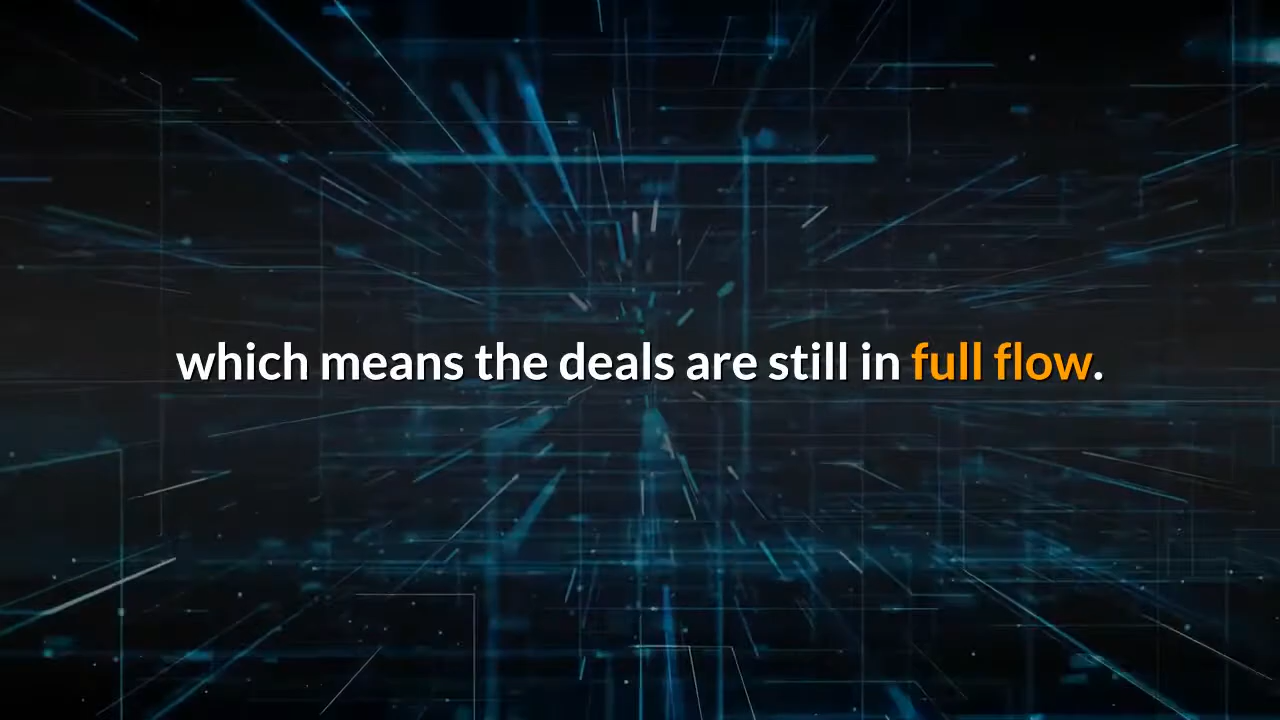 which means the deals are still in full flow.